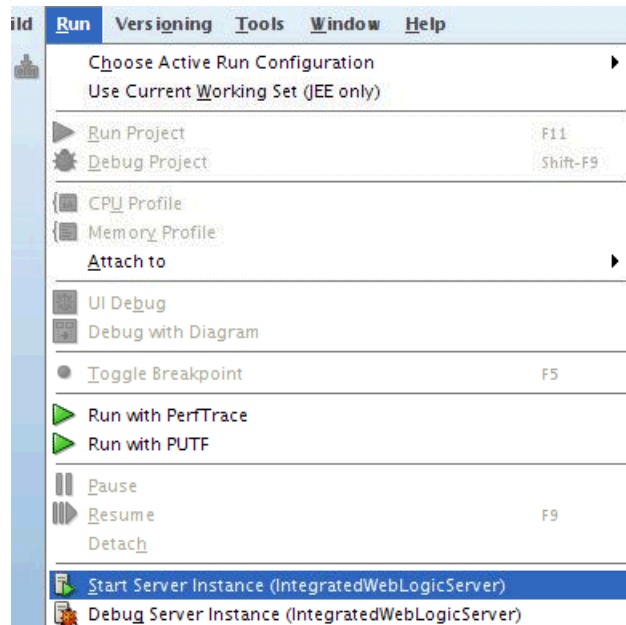 ild Run Versioning Tools Window Help
Choose Active Run Configuration
Use Current Working Set (JEE only)
Run Project F11
Debug Project Shift-F9
CPU Profile
Memory Profile
Attach to
UI Debug
Debug with Diagram
Toggle Breakpoint F5
Run with PerfTrace
Run with PUTF
Pause
Resume F9
Detach
Start Server Instance (IntegratedWebLogicServer)
Debug Server Instance (IntegratedWebLogicServer)